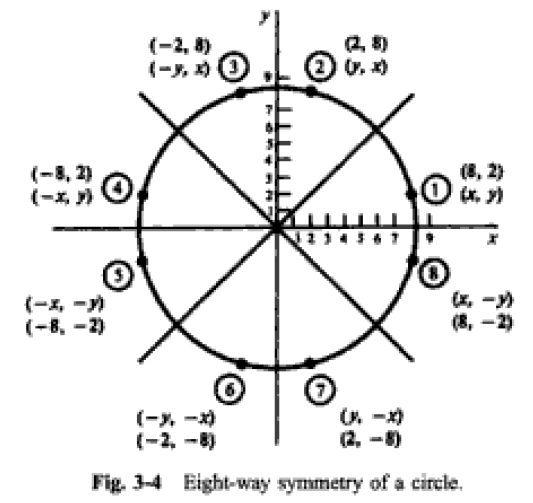 y
(−2, 8)
(−y, x)
3
2
(2, 8)
(y, x)
9
7
6
5
4
3
2
1
(−8, 2)
(−x, y)
4
1
(8, 2)
(x, y)
1 2 3 4 5 6 7 9
x
5
(−x, −y)
(−8, −2)
8
(x, −y)
(8, −2)
6
(−y, −x)
(−2, −8)
7
(y, −x)
(2, −8)
Fig. 3-4 Eight-way symmetry of a circle.